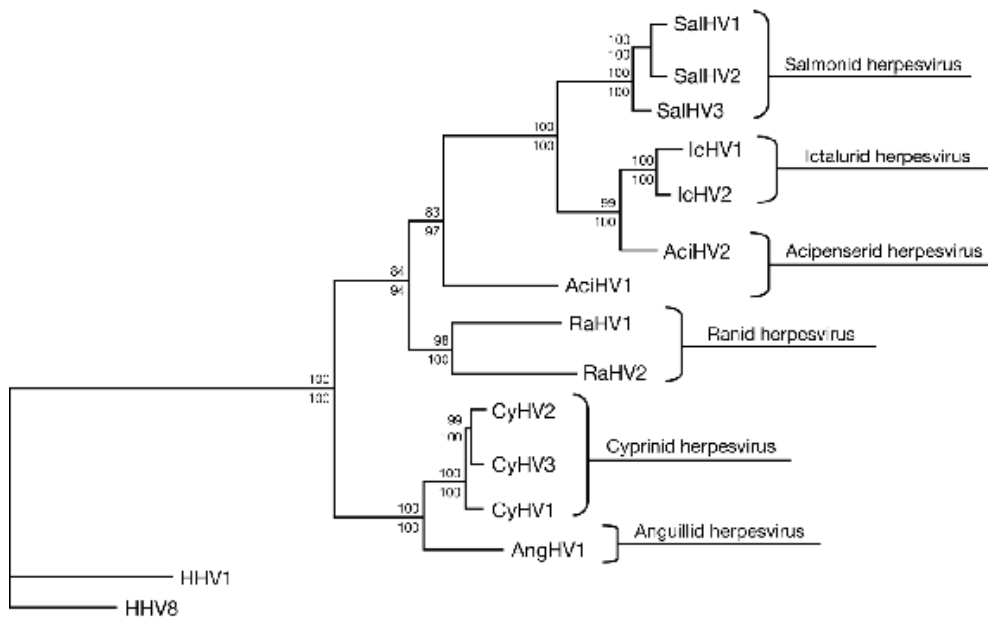 SalHV1
100
100
Salmonid herpesvirus
100
SalHV2
100
SalHV3
100
100
IcHV1
100
Ictalurid herpesvirus
100
IcHV2
99
100
83
97
AciHV2
Acipenserid herpesvirus
84
94
AciHV1
RaHV1
98
100
Ranid herpesvirus
RaHV2
100
100
CyHV2
99
100
Cyprinid herpesvirus
CyHV3
100
100
CyHV1
100
100
Anguillid herpesvirus
AngHV1
HHV1
HHV8